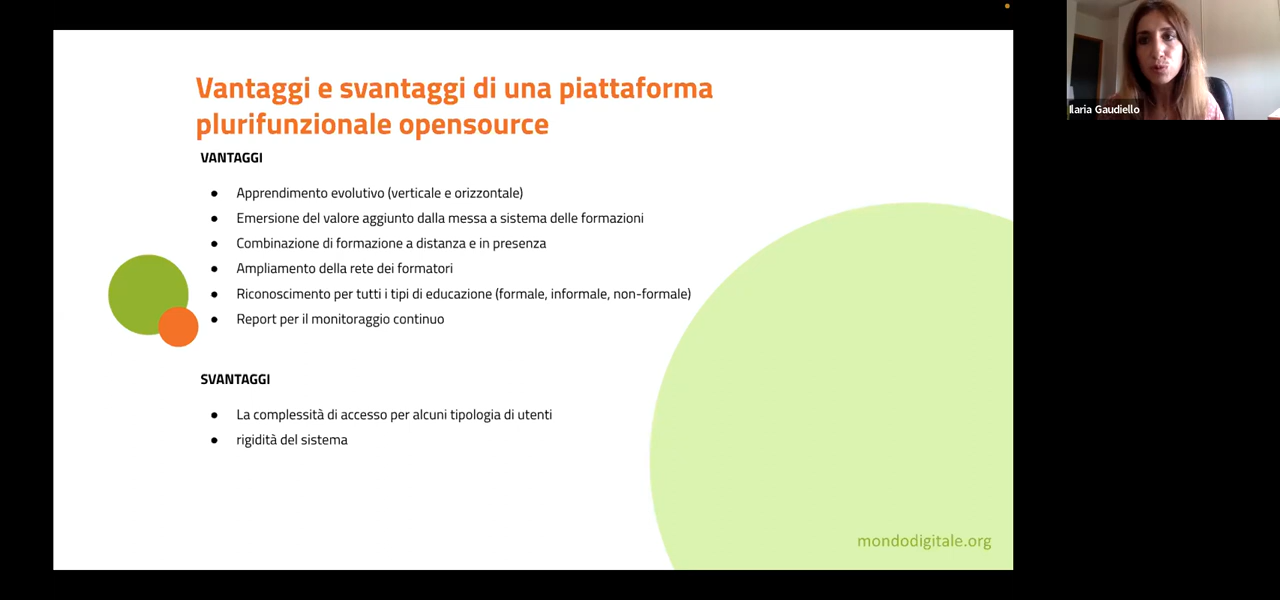 Vantaggi e svantaggi di una piattaforma
plurifunzionale opensource
VANTAGGI
● Apprendimento evolutivo (verticale e orizzontale)
● Emersione del valore aggiunto dalla messa a sistema delle formazioni
● Combinazione di formazione a distanza e in presenza
● Ampliamento della rete dei formatori
● Riconoscimento per tutti i tipi di educazione (formale, informale, non-formale)
● Report per il monitoraggio continuo
SVANTAGGI
● La complessità di accesso per alcuni tipologia di utenti
● rigidità del sistema
mondodigitale.org
Ilaria Gaudiello